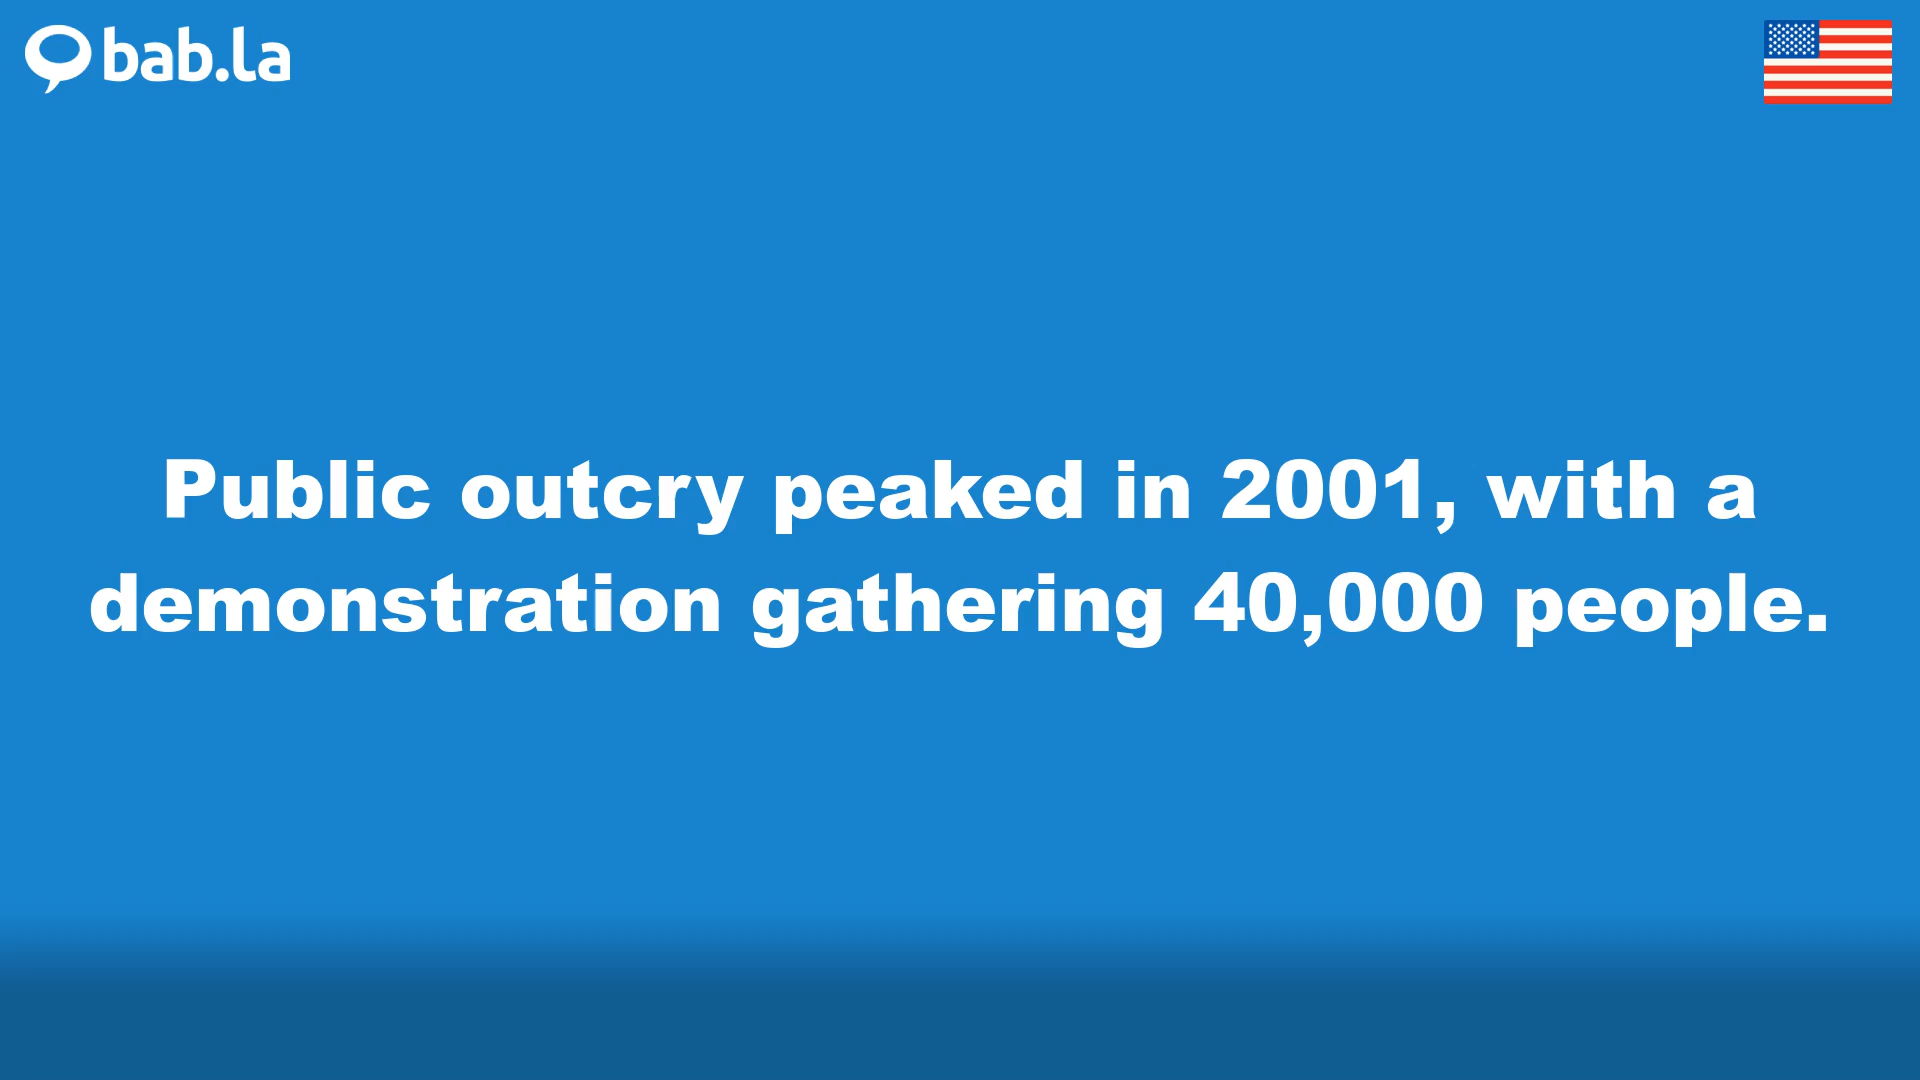 bab.la
Public outcry peaked in 2001, with a
demonstration gathering 40,000 people.